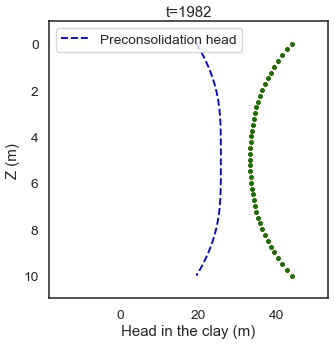 t=1982
Preconsolidation head
0
2
4
6
8
10
Z (m)
0 20 40
Head in the clay (m)